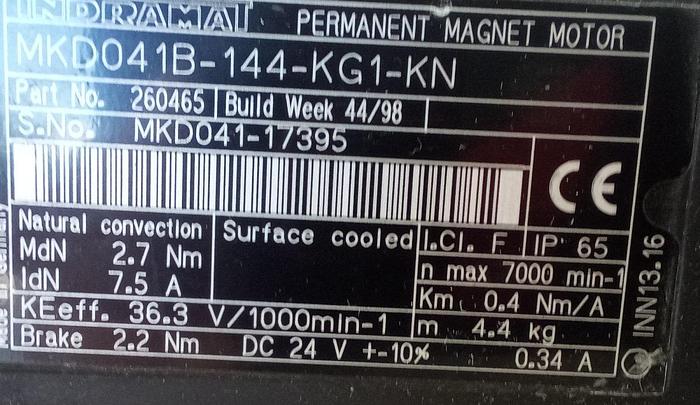 INDRAMAT PERMANENT MAGNET MOTOR
MKD041B-144-KG1-KN
Part No. 260465 Build Week 44/98
S.No. MKD041-17395
CE
Natural convection Surface cooled I.Cl. F IP 65
MdN 2.7 Nm n max 7000 min-1
IdN 7.5 A Km 0.4 Nm/A
KEeff. 36.3 V/1000min-1 m 4.4 kg
Brake 2.2 Nm DC 24 V +-10% 0.34 A
INN13.16
Made in Germany